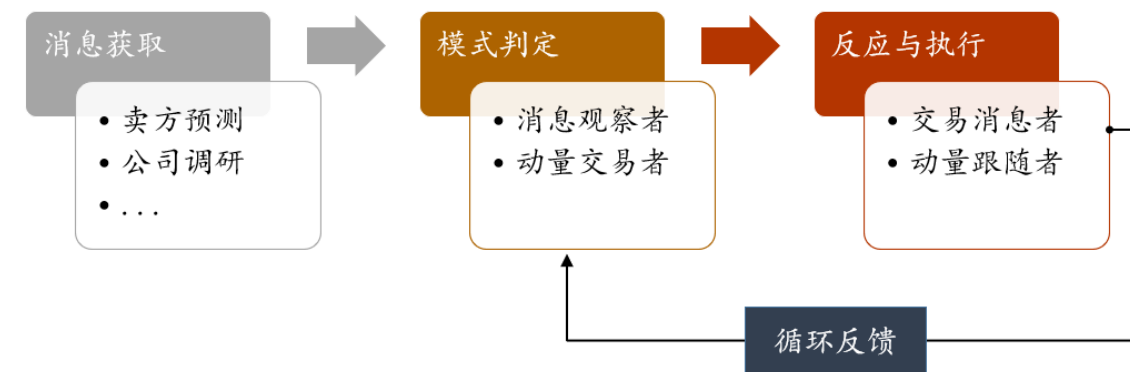 消息获取
• 卖方预测
• 公司调研
• ...
模式判定
• 消息观察者
• 动量交易者
反应与执行
• 交易消息者
• 动量跟随者
循环反馈